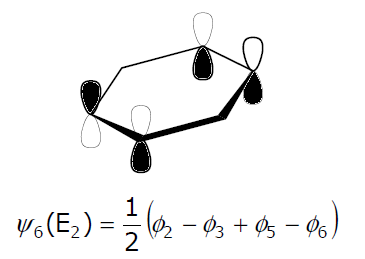 ψ₆(E₂) = 1/2 (ϕ₂ − ϕ₃ + ϕ₅ − ϕ₆)